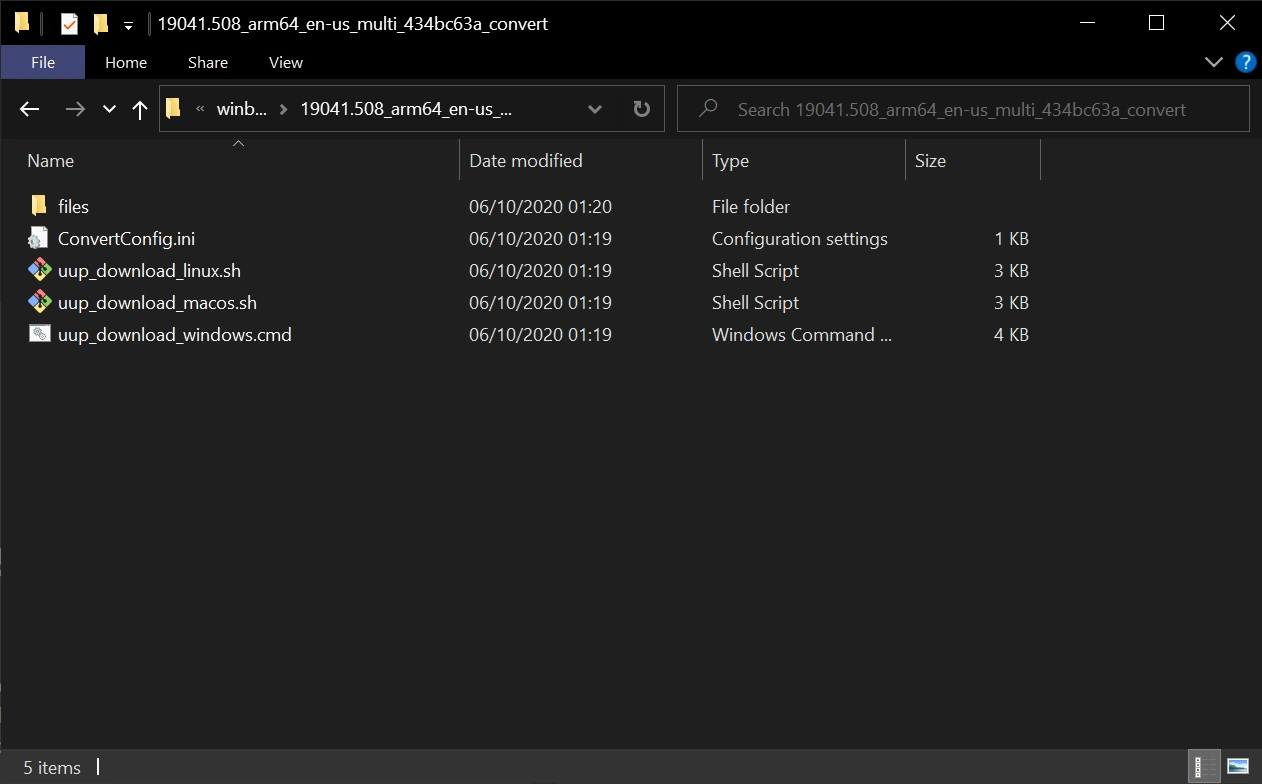 19041.508_arm64_en-us_multi_434bc63a_convert
File Home Share View ?
« winb... > 19041.508_arm64_en-us_... Search 19041.508_arm64_en-us_multi_434bc63a_convert
Name Date modified Type Size
files 06/10/2020 01:20 File folder
ConvertConfig.ini 06/10/2020 01:19 Configuration settings 1 KB
uup_download_linux.sh 06/10/2020 01:19 Shell Script 3 KB
uup_download_macos.sh 06/10/2020 01:19 Shell Script 3 KB
uup_download_windows.cmd 06/10/2020 01:19 Windows Command ... 4 KB
5 items